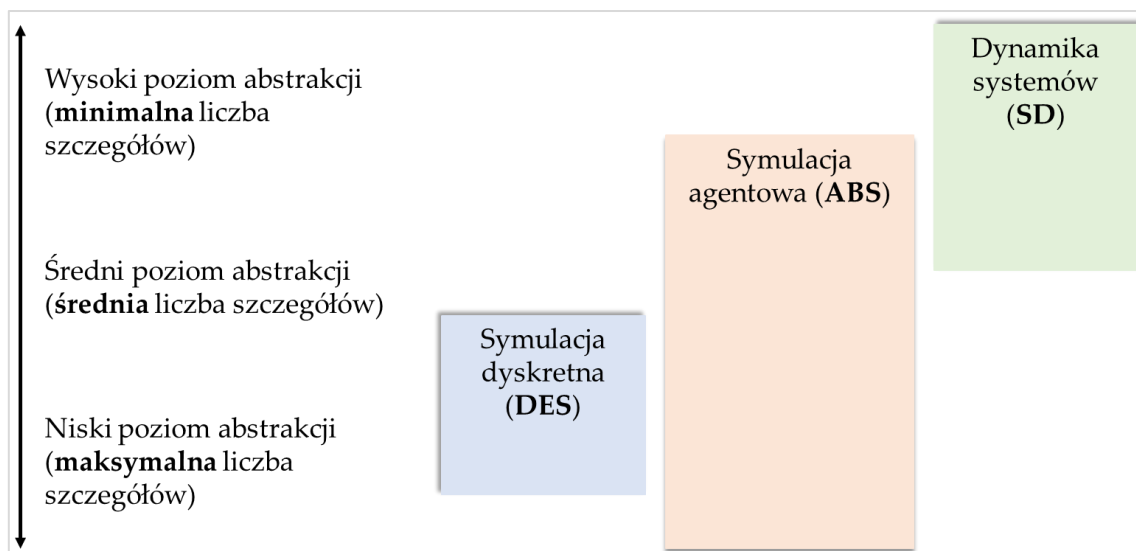 Wysoki poziom abstrakcji
(minimalna liczba
szczegółów)
Średni poziom abstrakcji
(średnia liczba szczegółów)
Niski poziom abstrakcji
(maksymalna liczba
szczegółów)
Symulacja
dyskretna
(DES)
Symulacja
agentowa (ABS)
Dynamika
systemów
(SD)